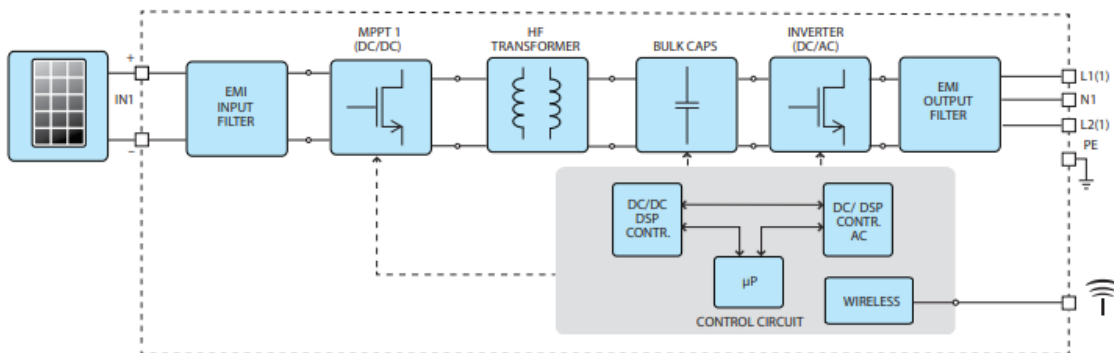 MPPT 1
(DC/DC)
HF
TRANSFORMER
BULK CAPS
INVERTER
(DC/AC)
+
IN1
–
EMI
INPUT
FILTER
EMI
OUTPUT
FILTER
L1(1)
N1
L2(1)
PE
DC/DC
DSP
CONTR.
DC/ DSP
CONTR.
AC
µP
WIRELESS
CONTROL CIRCUIT